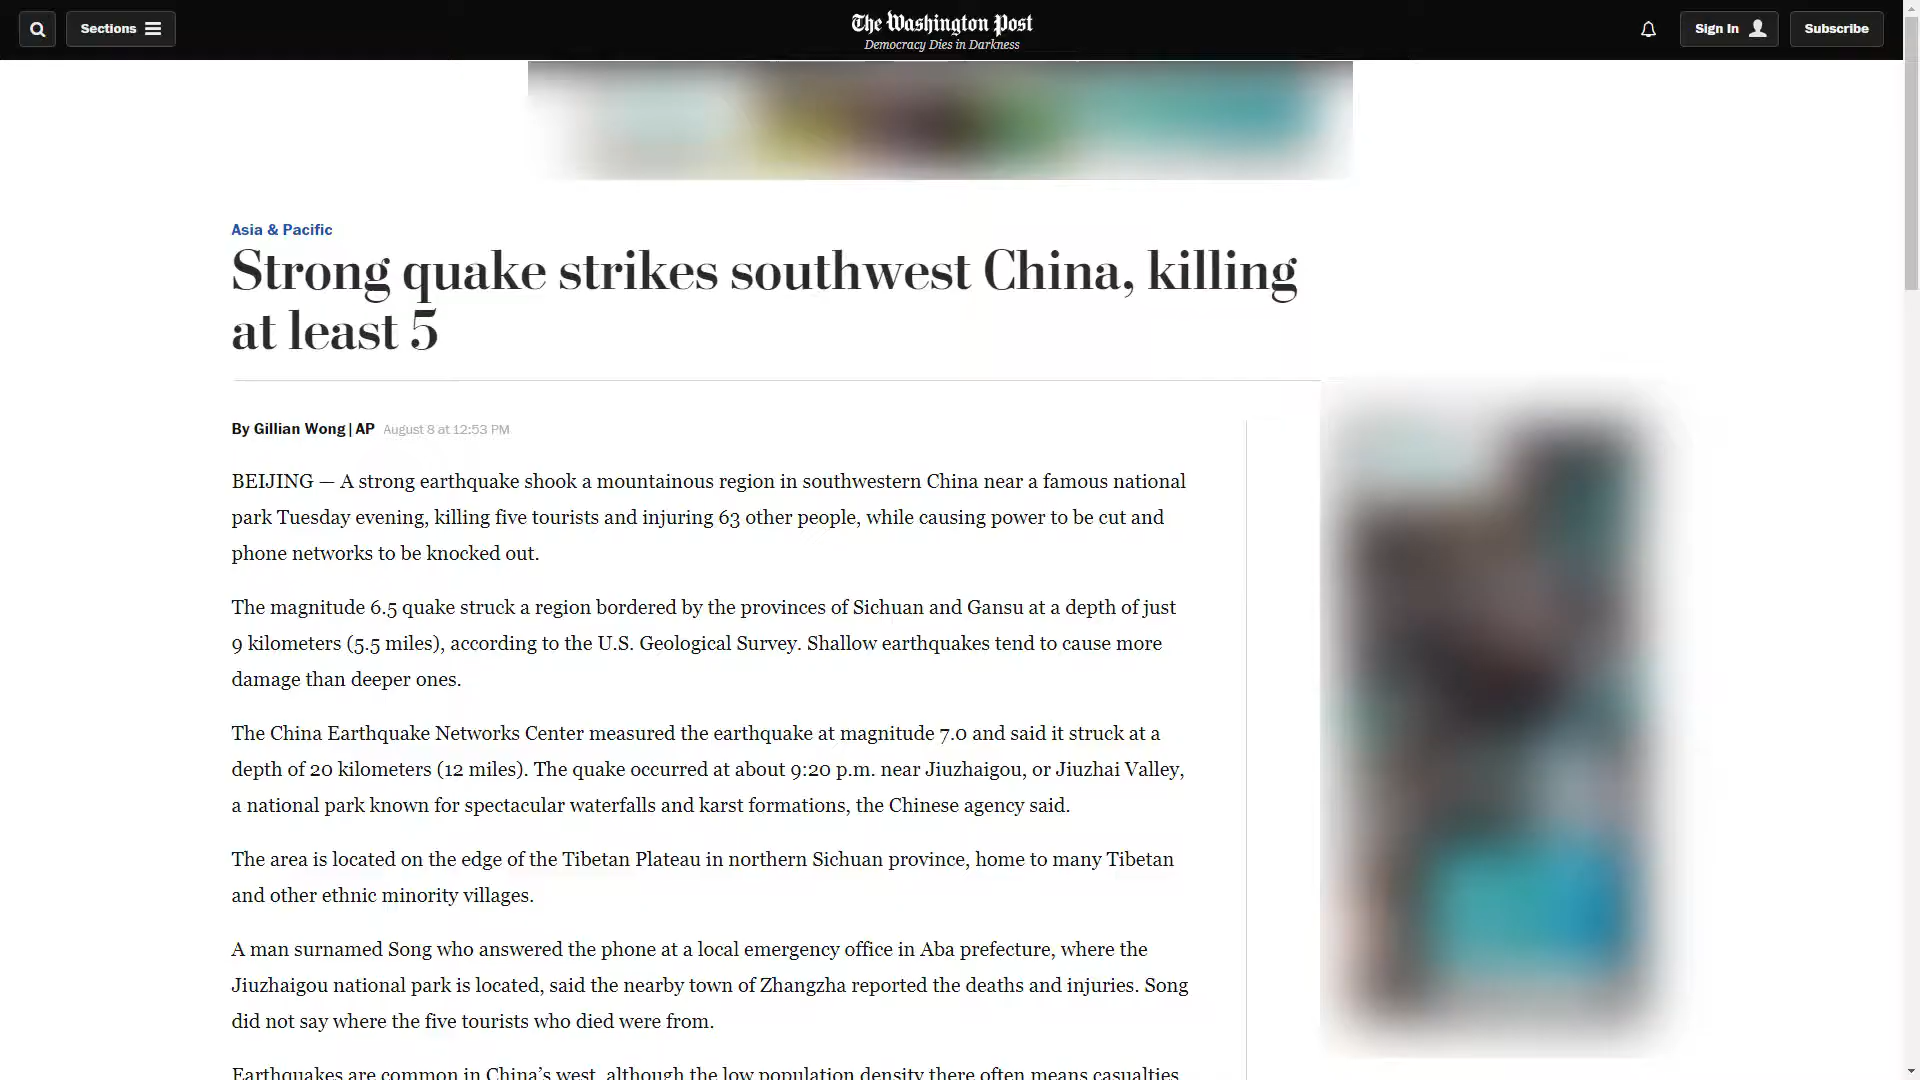 Sections
The Washington Post
Democracy Dies in Darkness
Sign In
Subscribe
Asia & Pacific
Strong quake strikes southwest China, killing
at least 5
By Gillian Wong | AP August 8 at 12:53 PM
BEIJING — A strong earthquake shook a mountainous region in southwestern China near a famous national
park Tuesday evening, killing five tourists and injuring 63 other people, while causing power to be cut and
phone networks to be knocked out.
The magnitude 6.5 quake struck a region bordered by the provinces of Sichuan and Gansu at a depth of just
9 kilometers (5.5 miles), according to the U.S. Geological Survey. Shallow earthquakes tend to cause more
damage than deeper ones.
The China Earthquake Networks Center measured the earthquake at magnitude 7.0 and said it struck at a
depth of 20 kilometers (12 miles). The quake occurred at about 9:20 p.m. near Jiuzhaigou, or Jiuzhai Valley,
a national park known for spectacular waterfalls and karst formations, the Chinese agency said.
The area is located on the edge of the Tibetan Plateau in northern Sichuan province, home to many Tibetan
and other ethnic minority villages.
A man surnamed Song who answered the phone at a local emergency office in Aba prefecture, where the
Jiuzhaigou national park is located, said the nearby town of Zhangzha reported the deaths and injuries. Song
did not say where the five tourists who died were from.
Earthquakes are common in China's west, although the low population density there often means casualties